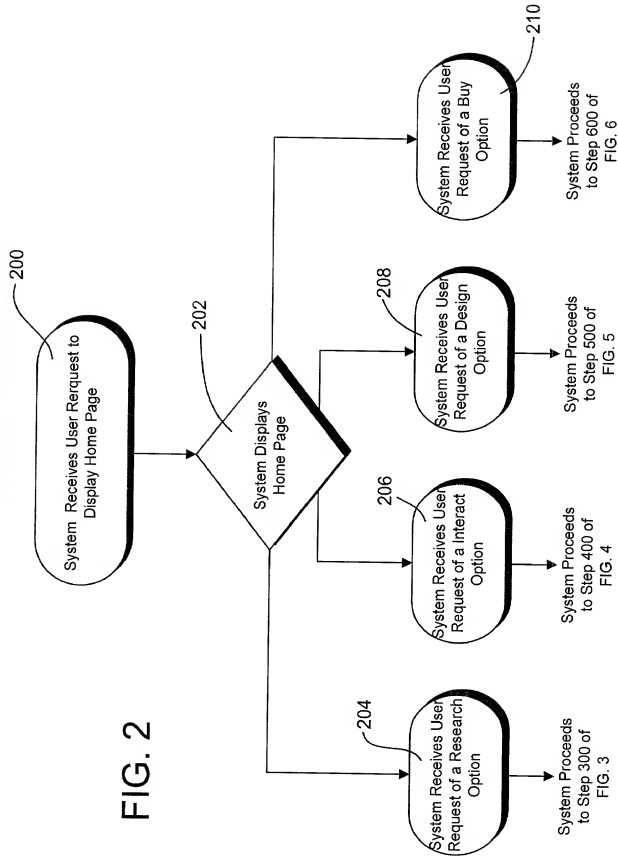 FIG. 2
200
System Receives User Rerquest to
Display Home Page
202
System Displays
Home Page
204
System Receives User
Request of a Research
Option
System Proceeds
to Step 300 of
FIG. 3
206
System Receives User
Request of a Interact
Option
System Proceeds
to Step 400 of
FIG. 4
208
System Receives User
Request of a Design
Option
System Proceeds
to Step 500 of
FIG. 5
210
System Receives User
Request of a Buy
Option
System Proceeds
to Step 600 of
FIG. 6